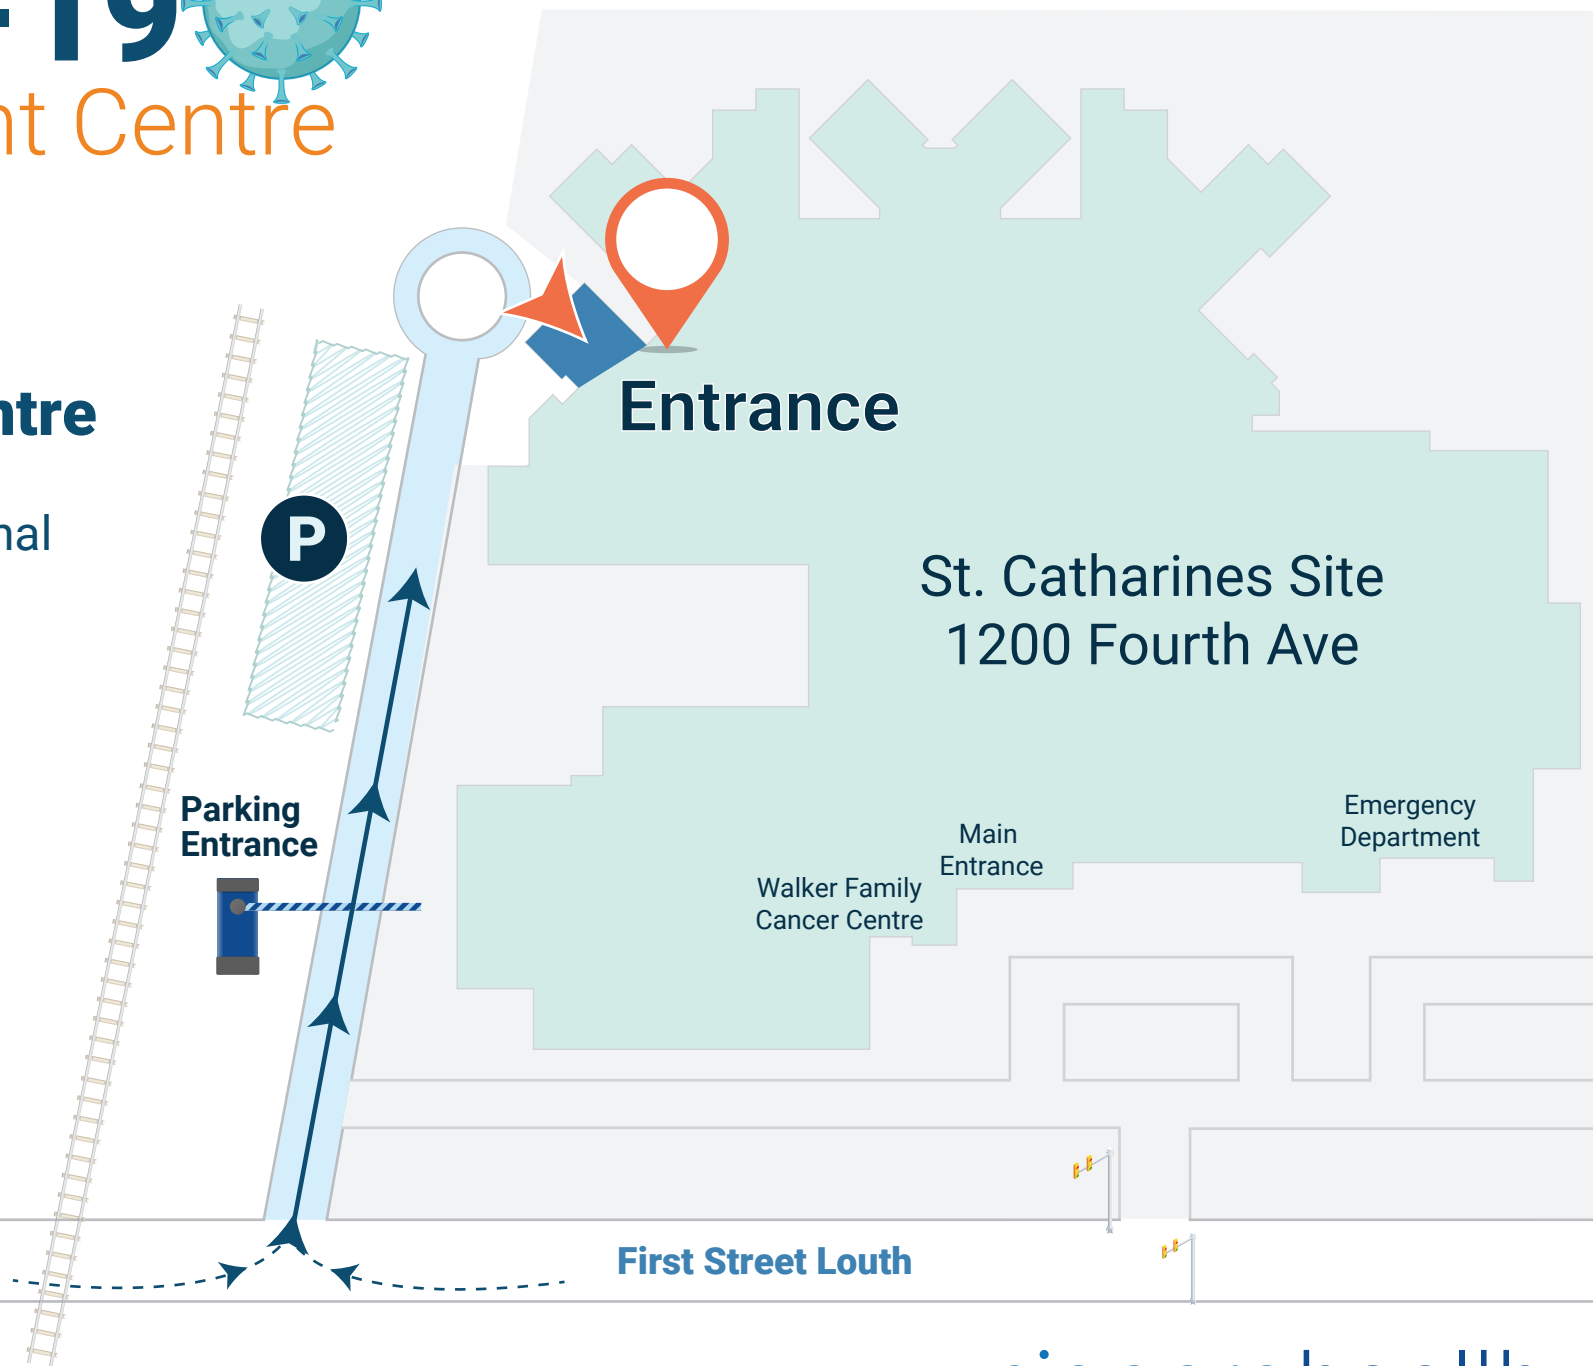 -19
nt Centre
ntre
nal
Entrance
P
St. Catharines Site
1200 Fourth Ave
Parking
Entrance
Emergency
Department
Main
Entrance
Walker Family
Cancer Centre
First Street Louth